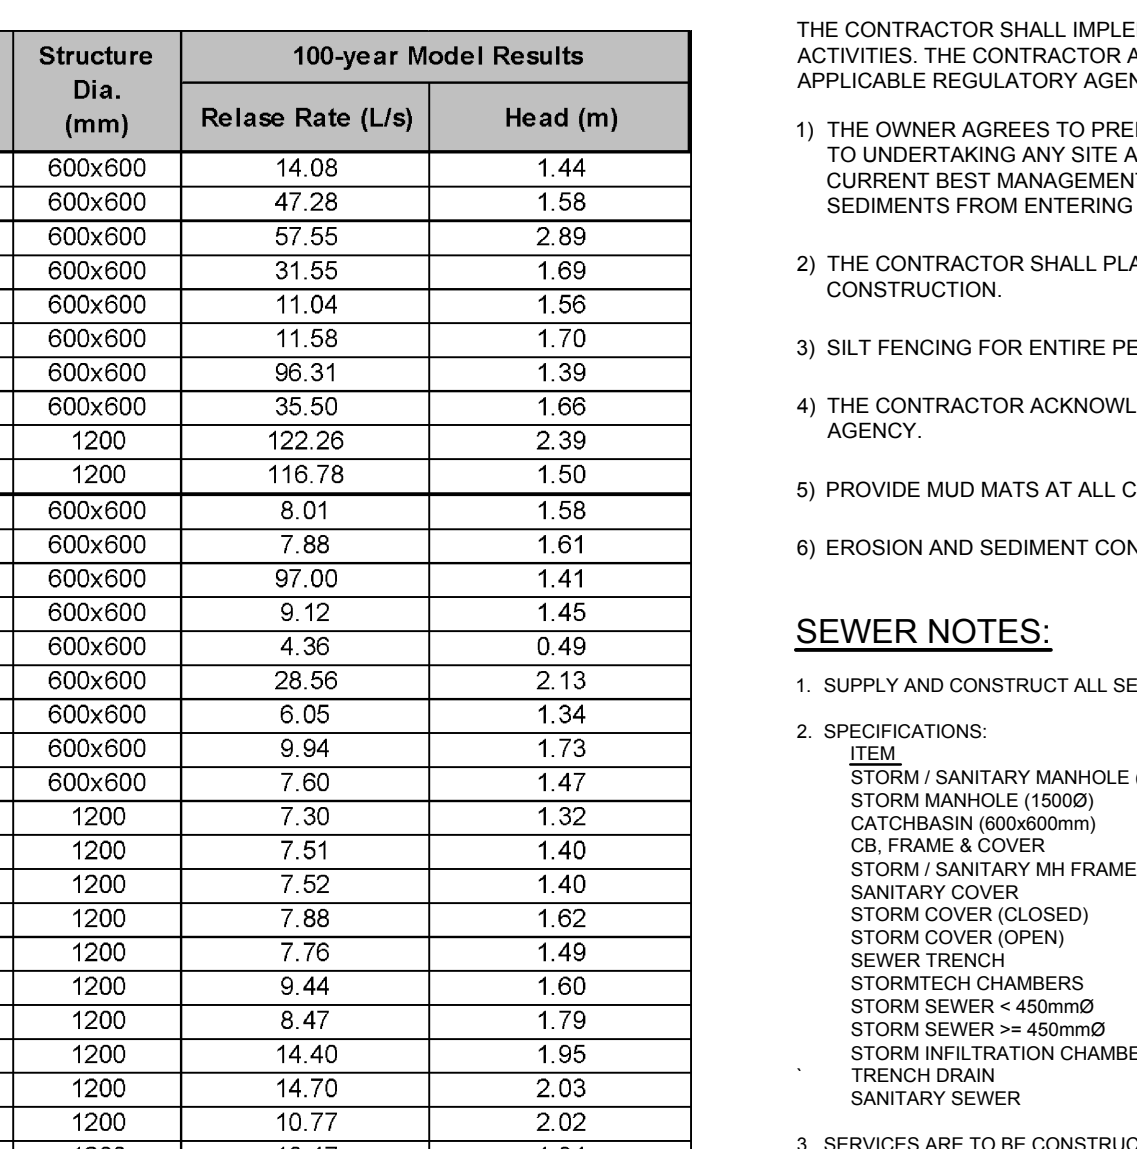 Structure
Dia.
(mm)
100-year Model Results
Relase Rate (L/s) Head (m)
600x600 14.08 1.44
600x600 47.28 1.58
600x600 57.55 2.89
600x600 31.55 1.69
600x600 11.04 1.56
600x600 11.58 1.70
600x600 96.31 1.39
600x600 35.50 1.66
1200 122.26 2.39
1200 116.78 1.50
600x600 8.01 1.58
600x600 7.88 1.61
600x600 97.00 1.41
600x600 9.12 1.45
600x600 4.36 0.49
600x600 28.56 2.13
600x600 6.05 1.34
600x600 9.94 1.73
600x600 7.60 1.47
1200 7.30 1.32
1200 7.51 1.40
1200 7.52 1.40
1200 7.88 1.62
1200 7.76 1.49
1200 9.44 1.60
1200 8.47 1.79
1200 14.40 1.95
1200 14.70 2.03
1200 10.77 2.02
THE CONTRACTOR SHALL IMPLE
ACTIVITIES. THE CONTRACTOR A
APPLICABLE REGULATORY AGEN
1) THE OWNER AGREES TO PRE
TO UNDERTAKING ANY SITE A
CURRENT BEST MANAGEMENT
SEDIMENTS FROM ENTERING
2) THE CONTRACTOR SHALL PLA
CONSTRUCTION.
3) SILT FENCING FOR ENTIRE PE
4) THE CONTRACTOR ACKNOWL
AGENCY.
5) PROVIDE MUD MATS AT ALL C
6) EROSION AND SEDIMENT CON
SEWER NOTES:
1. SUPPLY AND CONSTRUCT ALL SE
2. SPECIFICATIONS:
ITEM
STORM / SANITARY MANHOLE (
STORM MANHOLE (1500Ø)
CATCHBASIN (600x600mm)
CB, FRAME & COVER
STORM / SANITARY MH FRAME
SANITARY COVER
STORM COVER (CLOSED)
STORM COVER (OPEN)
SEWER TRENCH
STORMTECH CHAMBERS
STORM SEWER < 450mmØ
STORM SEWER >= 450mmØ
STORM INFILTRATION CHAMBE
` TRENCH DRAIN
SANITARY SEWER
3. SERVICES ARE TO BE CONSTRUC